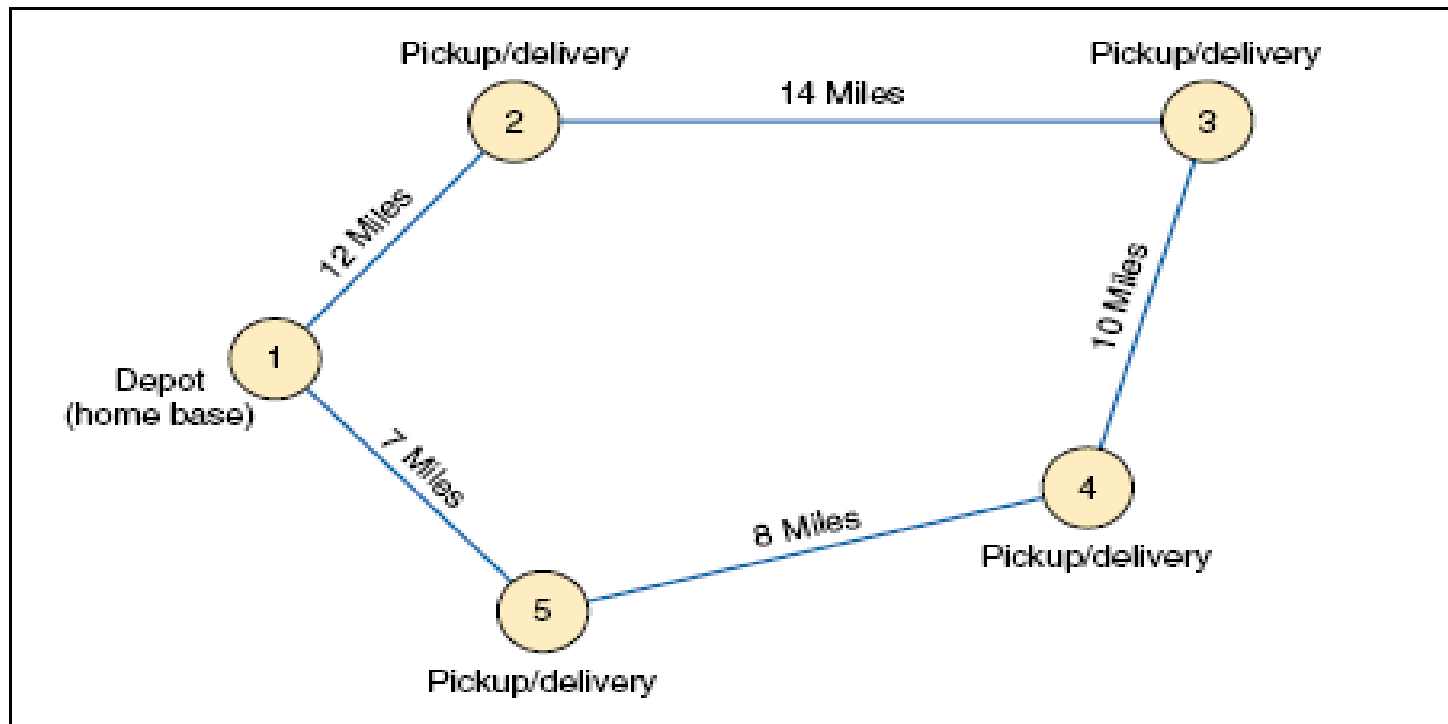 Pickup/delivery
Pickup/delivery
14 Miles
2
3
12 Miles
10 Miles
1
Depot
(home base)
7 Miles
4
8 Miles
Pickup/delivery
5
Pickup/delivery